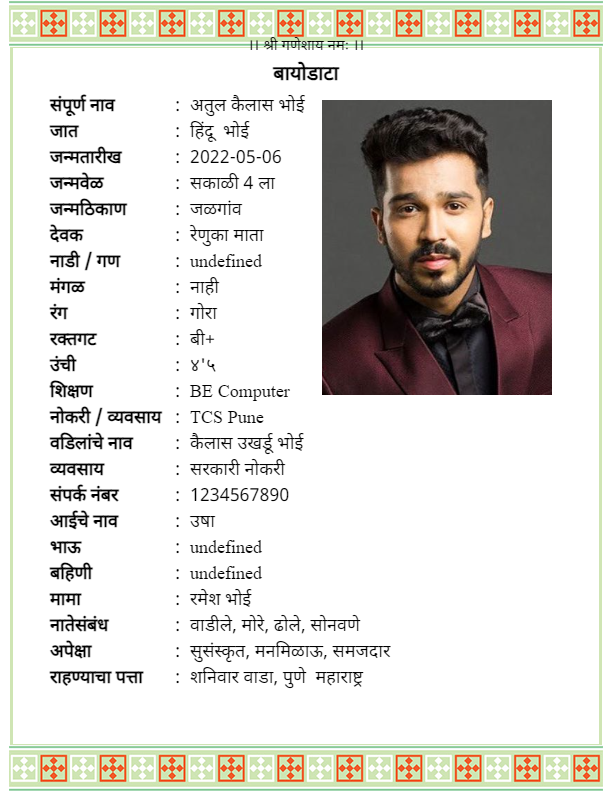 ।। श्री गणेशाय नमः ।।
बायोडाटा
संपूर्ण नाव : अतुल कैलास भोई
जात : हिंदू भोई
जन्मतारीख : 2022-05-06
जन्मवेळ : सकाळी 4 ला
जन्मठिकाण : जळगांव
देवक : रेणुका माता
नाडी / गण : undefined
मंगळ : नाही
रंग : गोरा
रक्तगट : बी+
उंची : ४'५
शिक्षण : BE Computer
नोकरी / व्यवसाय : TCS Pune
वडिलांचे नाव : कैलास उखर्डू भोई
व्यवसाय : सरकारी नोकरी
संपर्क नंबर : 1234567890
आईचे नाव : उषा
भाऊ : undefined
बहिणी : undefined
मामा : रमेश भोई
नातेसंबंध : वाडीले, मोरे, ढोले, सोनवणे
अपेक्षा : सुसंस्कृत, मनमिळाऊ, समजदार
राहण्याचा पत्ता : शनिवार वाडा, पुणे महाराष्ट्र